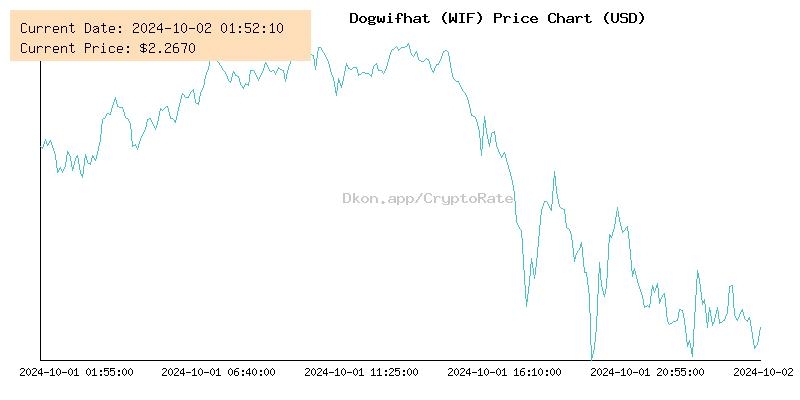 Dogwifhat (WIF) Price Chart (USD)
Current Date: 2024-10-02 01:52:10
Current Price: $2.2670
Dkon.app/CryptoRate
2024-10-01 01:55:00 2024-10-01 06:40:00 2024-10-01 11:25:00 2024-10-01 16:10:00 2024-10-01 20:55:00 2024-10-02